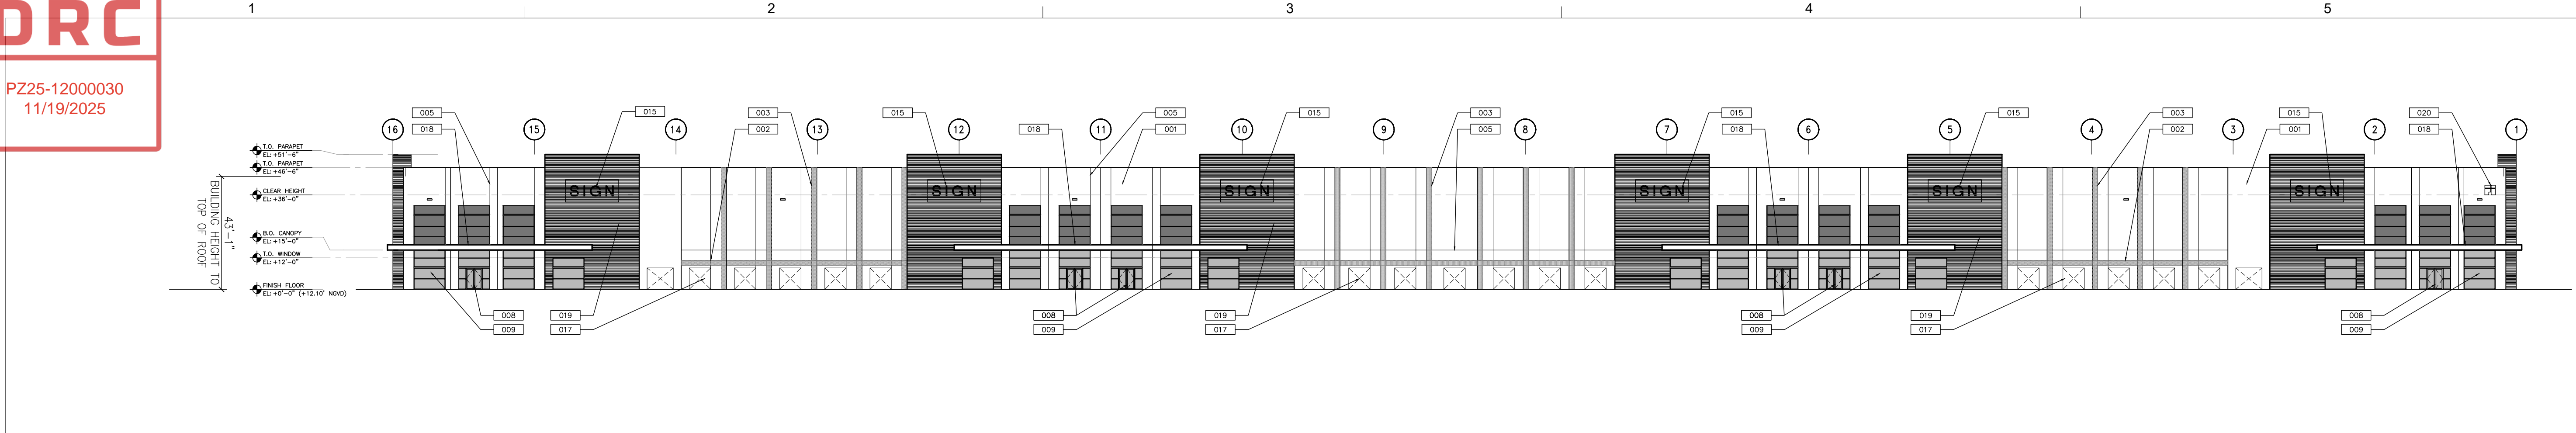 1 2 3 4 5
DRC
PZ25-12000030
11/19/2025
005 015 003 015 005 015 003 015 015 003 015 020
018 002 018 001 005 018 002 001 018
16 15 14 13 12 11 10 9 8 7 6 5 4 3 2 1
T.O. PARAPET
EL: +51'-6"
T.O. PARAPET
EL: +46'-6"
CLEAR HEIGHT
EL: +36'-0"
B.O. CANOPY
EL: +15'-0"
T.O. WINDOW
EL: +12'-0"
FINISH FLOOR
EL: +0'-0" (+12.10' NGVD)
43'-1"
BUILDING HEIGHT TO
TOP OF ROOF
SIGN SIGN SIGN SIGN SIGN SIGN
008 019 008 019 008 019 008
009 017 009 017 009 017 009